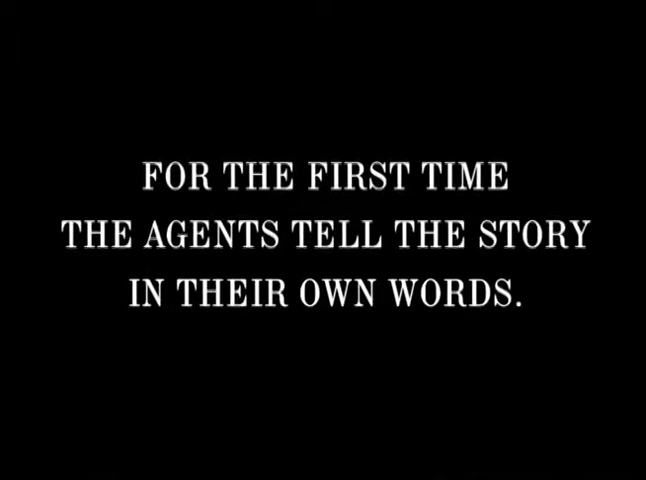 FOR THE FIRST TIME
THE AGENTS TELL THE STORY
IN THEIR OWN WORDS.